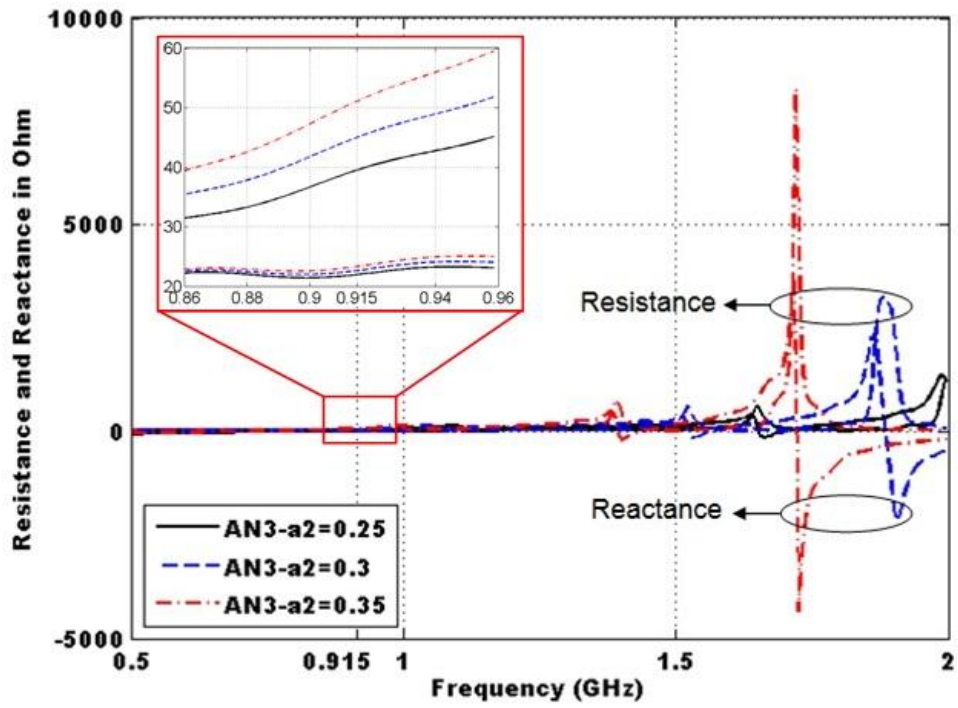 10000
5000
0
-5000
Resistance and Reactance in Ohm
60
50
40
30
20
0.86 0.88 0.9 0.915 0.94 0.96
Resistance
Reactance
AN3-a2=0.25
AN3-a2=0.3
AN3-a2=0.35
0.5 0.915 1 1.5 2
Frequency (GHz)